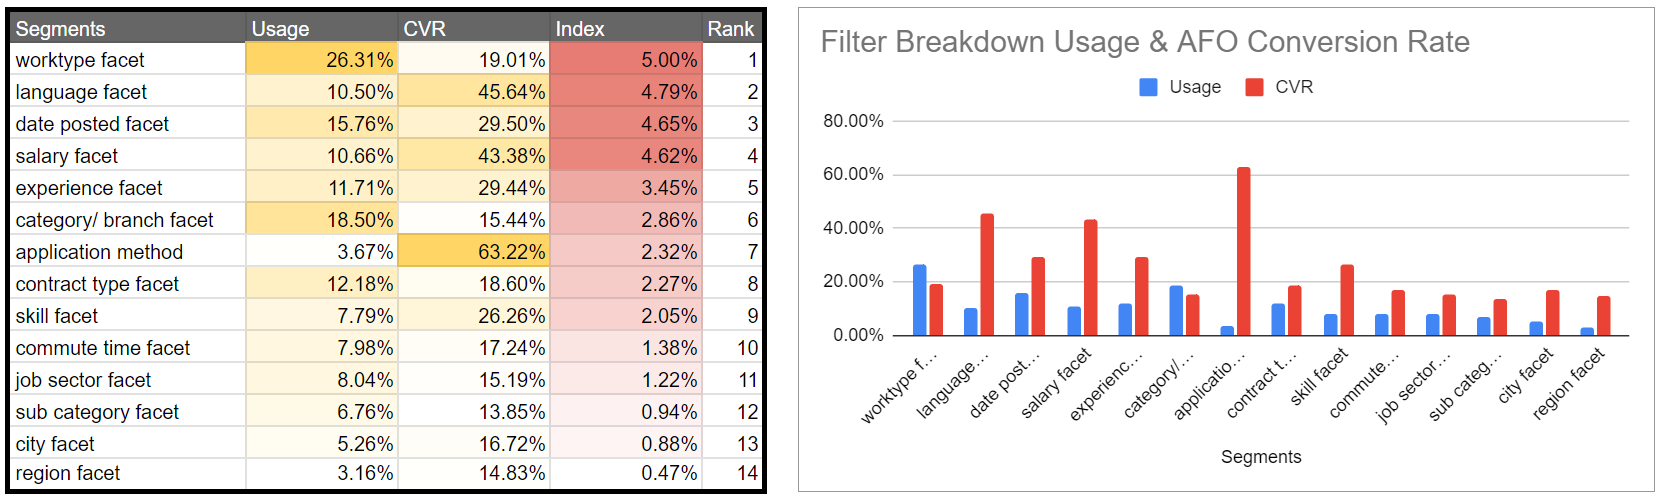 Segments Usage CVR Index Rank
worktype facet 26.31% 19.01% 5.00% 1
language facet 10.50% 45.64% 4.79% 2
date posted facet 15.76% 29.50% 4.65% 3
salary facet 10.66% 43.38% 4.62% 4
experience facet 11.71% 29.44% 3.45% 5
category/ branch facet 18.50% 15.44% 2.86% 6
application method 3.67% 63.22% 2.32% 7
contract type facet 12.18% 18.60% 2.27% 8
skill facet 7.79% 26.26% 2.05% 9
commute time facet 7.98% 17.24% 1.38% 10
job sector facet 8.04% 15.19% 1.22% 11
sub category facet 6.76% 13.85% 0.94% 12
city facet 5.26% 16.72% 0.88% 13
region facet 3.16% 14.83% 0.47% 14
Filter Breakdown Usage & AFO Conversion Rate
Usage CVR
80.00%
60.00%
40.00%
20.00%
0.00%
worktype f...
language...
date post...
salary facet
experienc...
category/...
applicatio...
contract t...
skill facet
commute...
job sector...
sub categ...
city facet
region facet
Segments